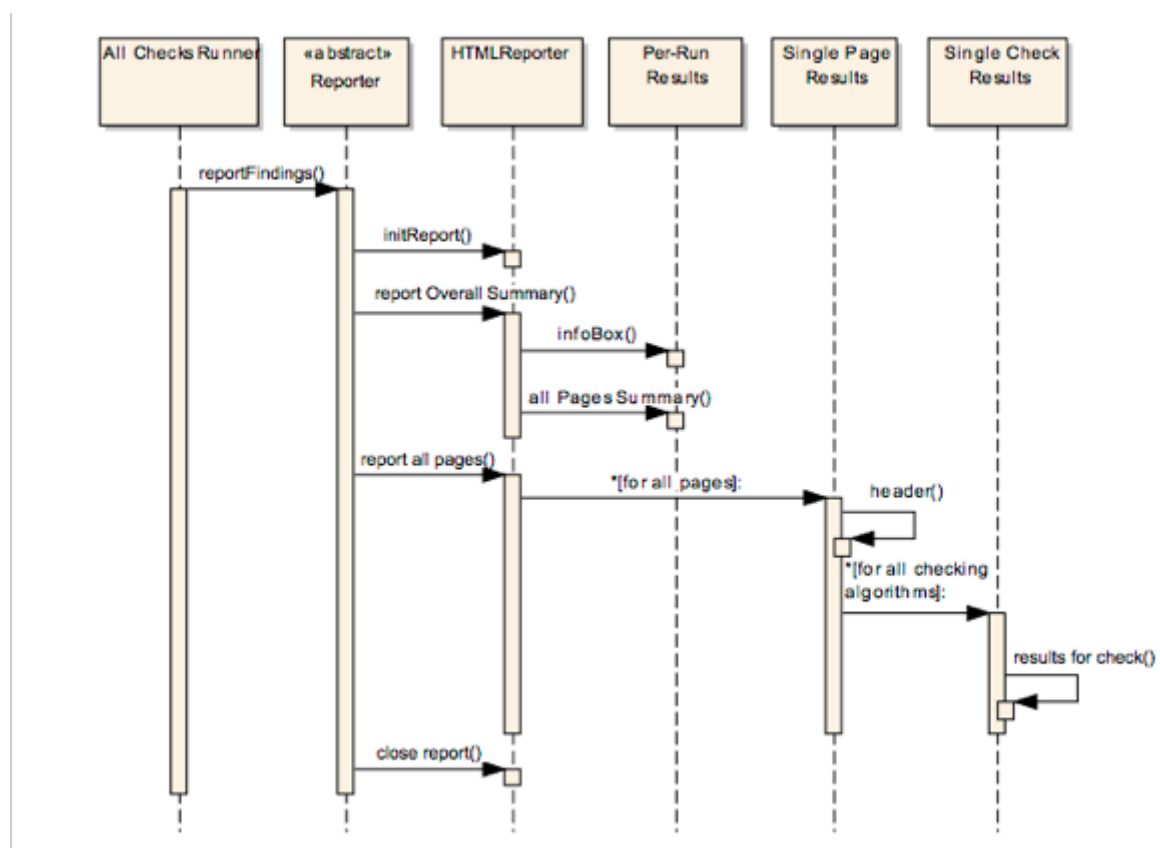 All Checks Runner
«abstract»
Reporter
HTMLReporter
Per-Run
Results
Single Page
Results
Single Check
Results
reportFindings()
initReport()
report Overall Summary()
infoBox()
all Pages Summary()
report all pages()
*[for all pages]:
header()
*[for all checking
algorithms]:
results for check()
close report()